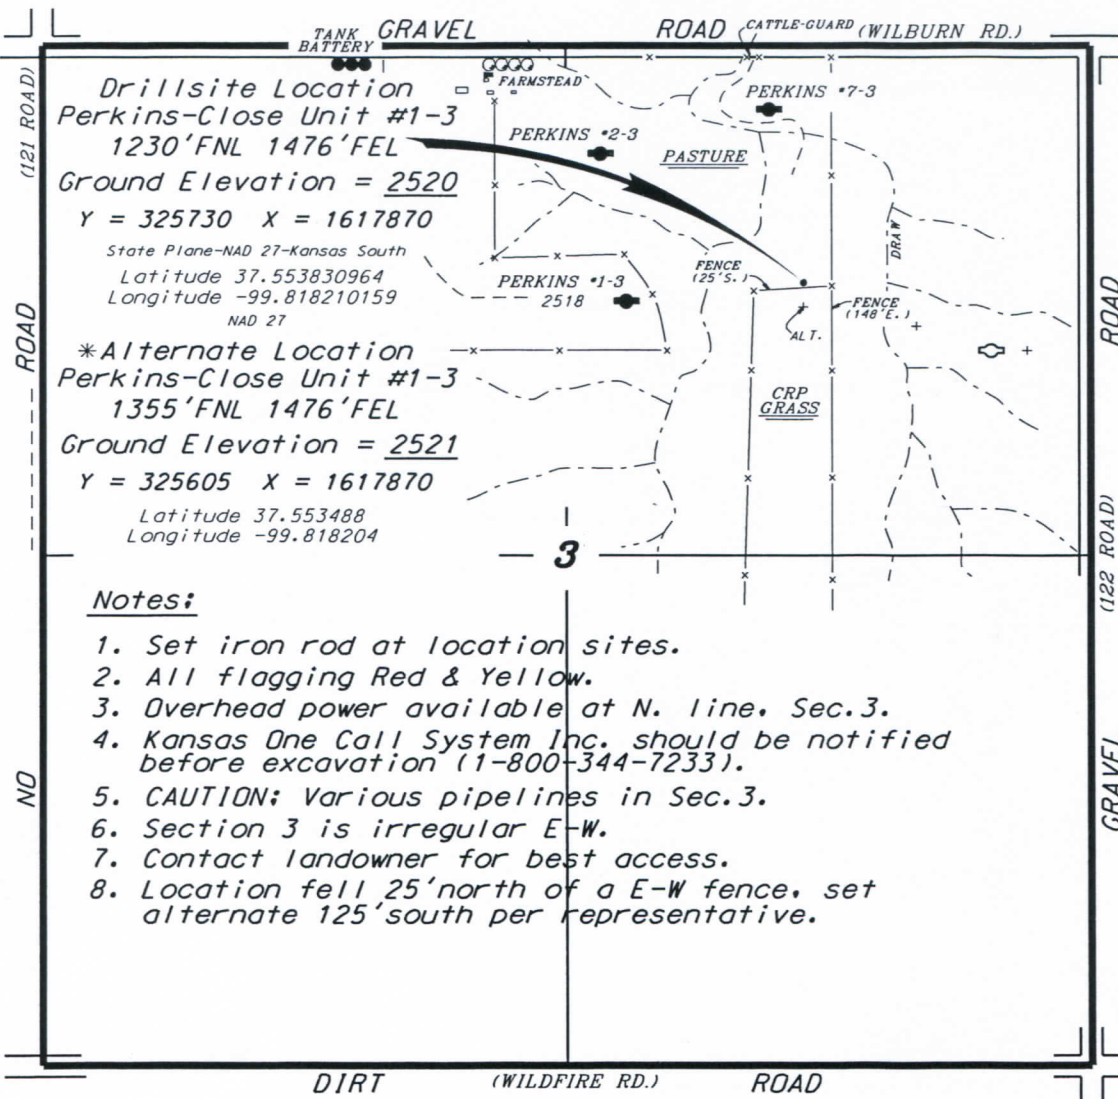 GRAVEL ROAD (WILBURN RD.)
TANK
BATTERY
CATTLE-GUARD
FARMSTEAD
Drillsite Location
Perkins-Close Unit #1-3
1230'FNL 1476'FEL
Ground Elevation = 2520
Y = 325730 X = 1617870
State Plane-NAD 27-Kansas South
Latitude 37.553830964
Longitude -99.818210159
NAD 27
*Alternate Location
Perkins-Close Unit #1-3
1355'FNL 1476'FEL
Ground Elevation = 2521
Y = 325605 X = 1617870
Latitude 37.553488
Longitude -99.818204
PERKINS #7-3
PERKINS #2-3
PASTURE
DRAW
FENCE
(25'S.)
PERKINS #1-3
2518
FENCE
(148'E.)
ALT.
CRP
GRASS
3
Notes:
1. Set iron rod at location sites.
2. All flagging Red & Yellow.
3. Overhead power available at N. line, Sec.3.
4. Kansas One Call System Inc. should be notified
before excavation (1-800-344-7233).
5. CAUTION: Various pipelines in Sec.3.
6. Section 3 is irregular E-W.
7. Contact landowner for best access.
8. Location fell 25'north of a E-W fence, set
alternate 125'south per representative.
NO ROAD (121 ROAD)
GRAVEL (122 ROAD) ROAD
DIRT (WILDFIRE RD.) ROAD